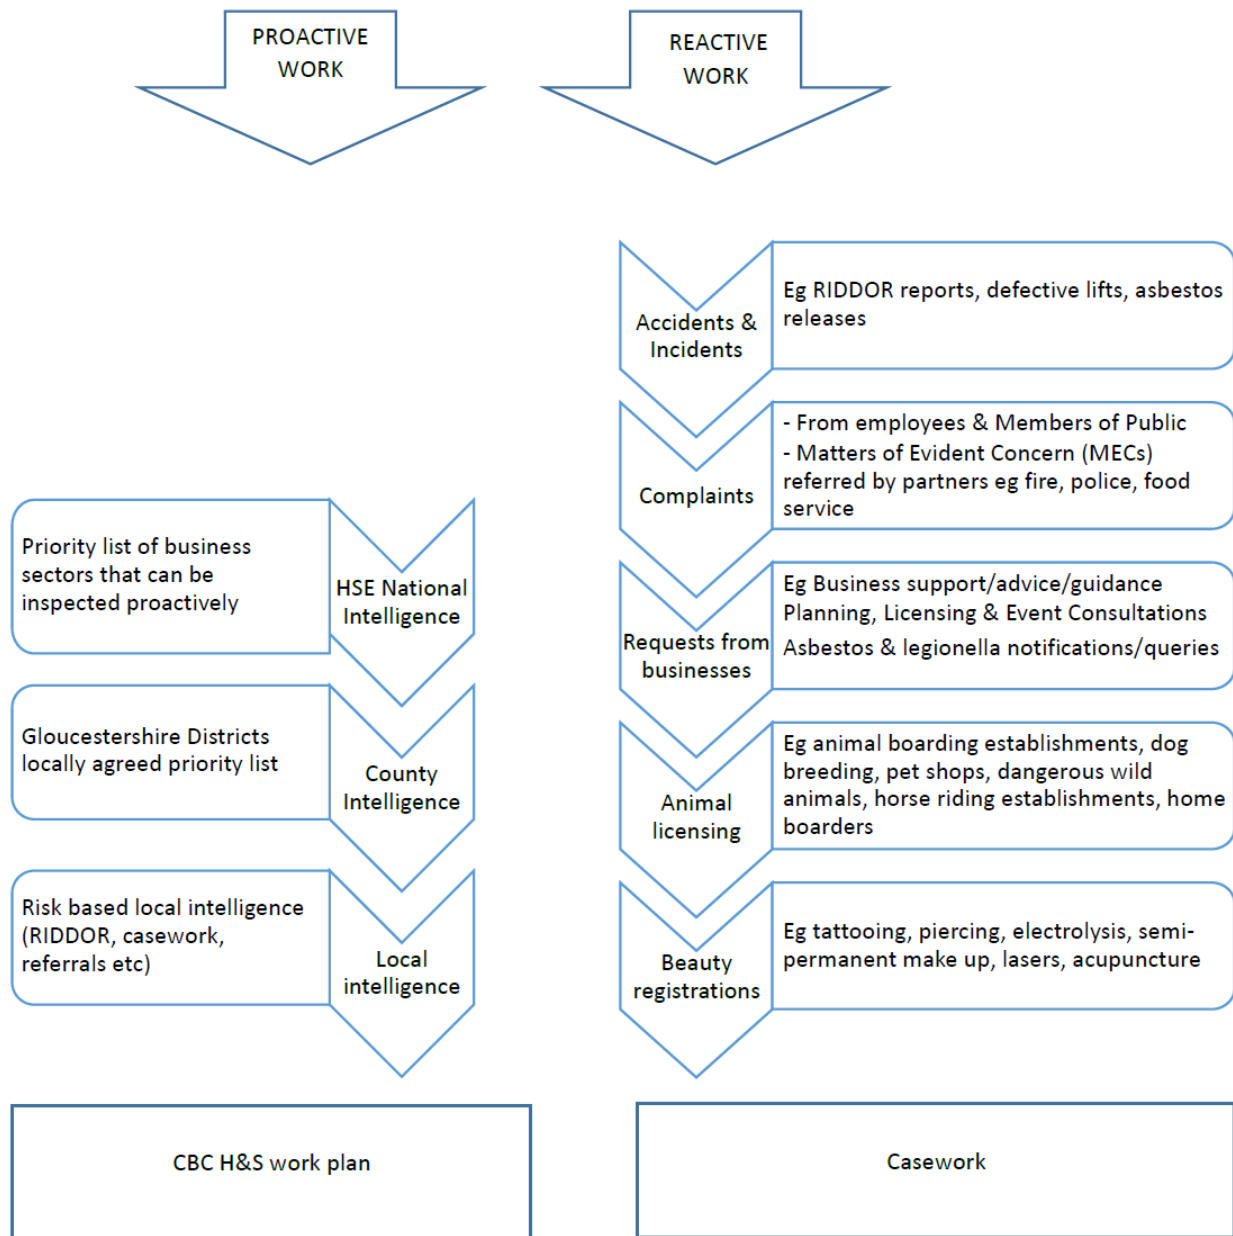 PROACTIVE
WORK
REACTIVE
WORK
Priority list of business
sectors that can be
inspected proactively
HSE National
Intelligence
Gloucestershire Districts
locally agreed priority list
County
Intelligence
Risk based local intelligence
(RIDDOR, casework,
referrals etc)
Local
intelligence
CBC H&S work plan
Accidents &
Incidents
Eg RIDDOR reports, defective lifts, asbestos
releases
Complaints
- From employees & Members of Public
- Matters of Evident Concern (MECs)
referred by partners eg fire, police, food
service
Requests from
businesses
Eg Business support/advice/guidance
Planning, Licensing & Event Consultations
Asbestos & legionella notifications/queries
Animal
licensing
Eg animal boarding establishments, dog
breeding, pet shops, dangerous wild
animals, horse riding establishments, home
boarders
Beauty
registrations
Eg tattooing, piercing, electrolysis, semi-
permanent make up, lasers, acupuncture
Casework